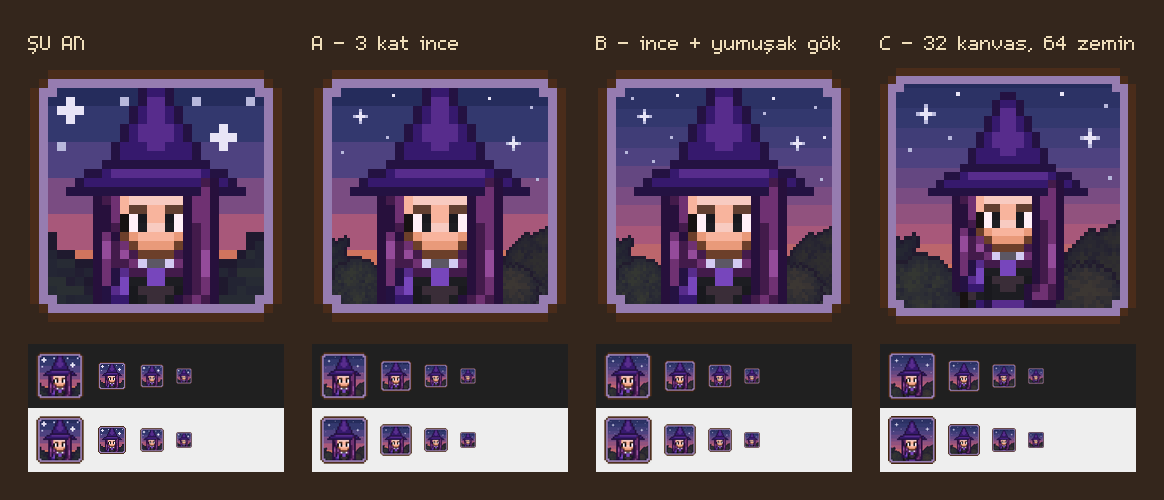 ŞU AN
A - 3 kat ince
B - ince + yumuşak gök
C - 32 kanvas, 64 zemin